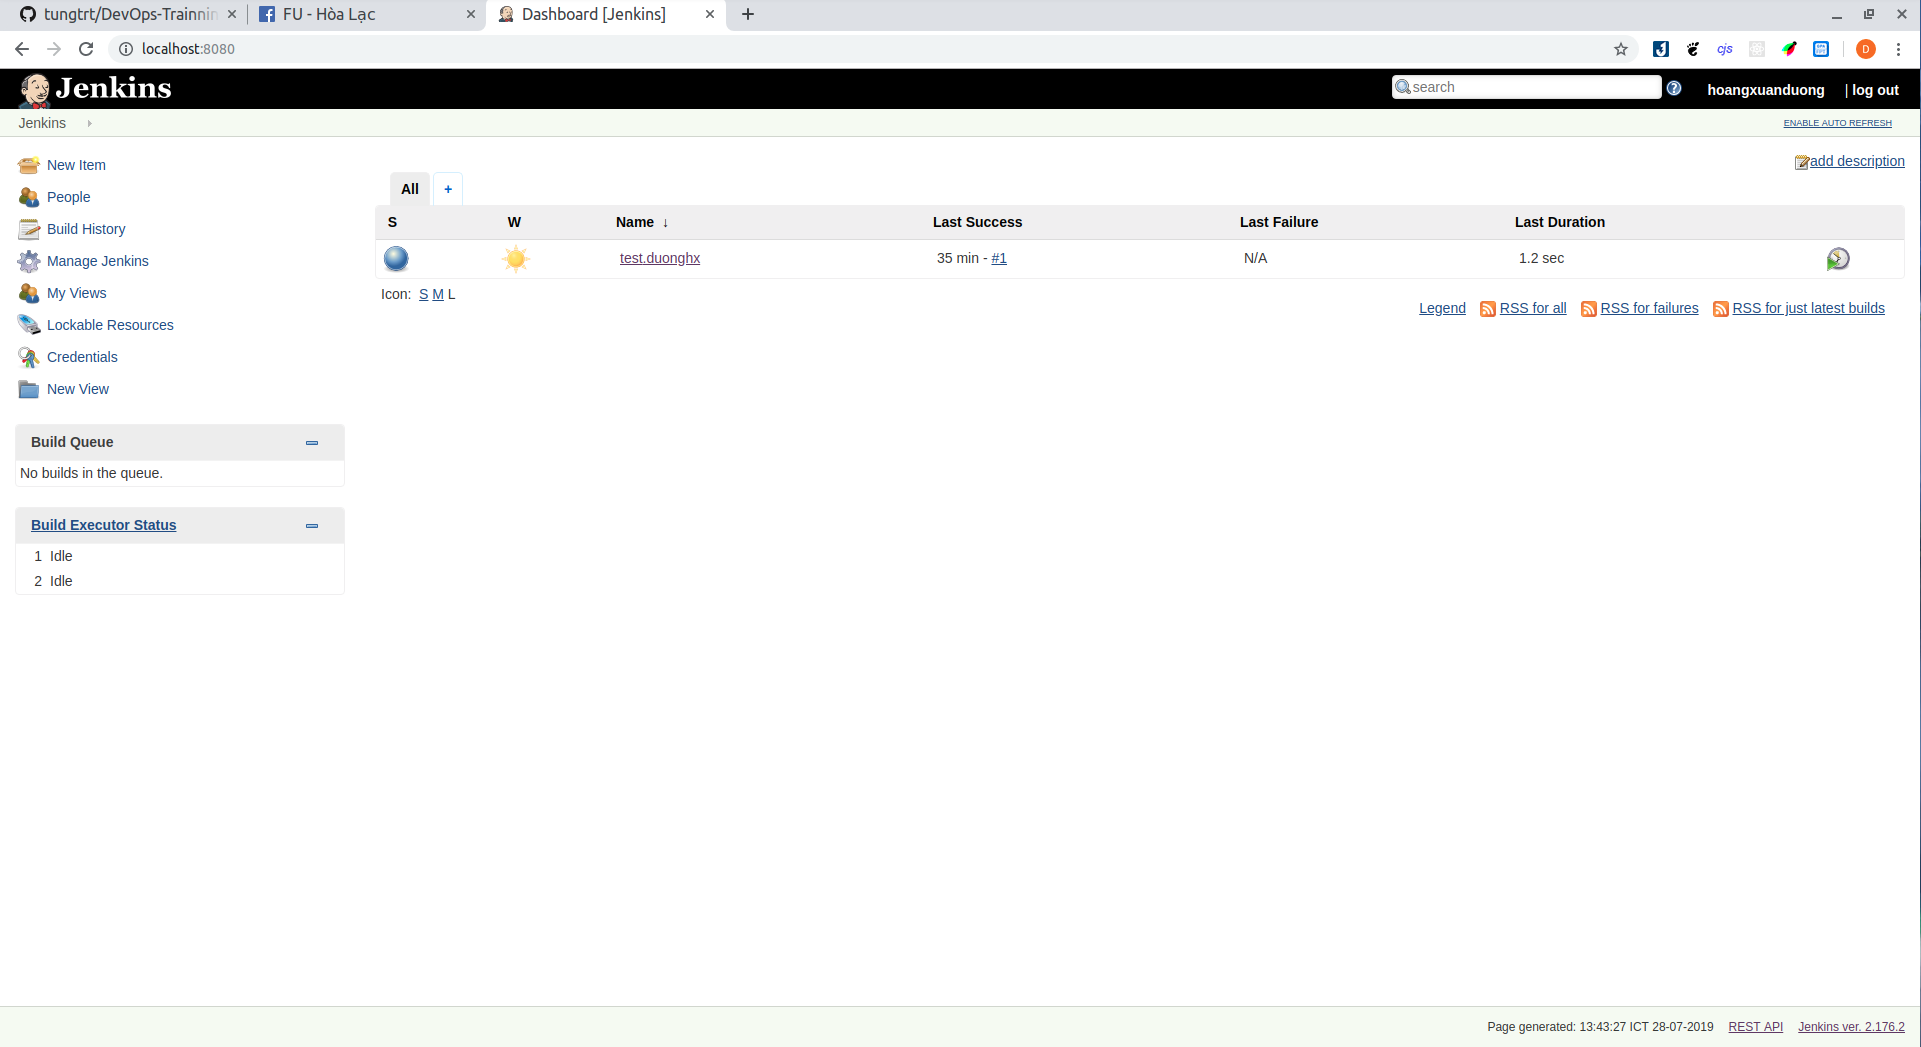 tungtrt/DevOps-Trainnin
FU - Hòa Lạc
Dashboard [Jenkins]
localhost:8080
cjs
D
Jenkins
search
hoangxuanduong
| log out
Jenkins
ENABLE AUTO REFRESH
New Item
People
Build History
Manage Jenkins
My Views
Lockable Resources
Credentials
New View
Build Queue
No builds in the queue.
Build Executor Status
1 Idle
2 Idle
add description
All +
S W Name ↓ Last Success Last Failure Last Duration
test.duonghx 35 min - #1 N/A 1.2 sec
Icon: S M L
Legend RSS for all RSS for failures RSS for just latest builds
Page generated: 13:43:27 ICT 28-07-2019 REST API Jenkins ver. 2.176.2